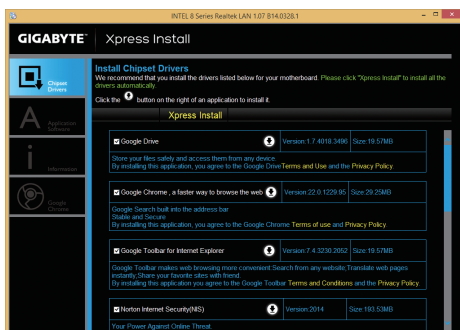 INTEL 8 Series Realtek LAN 1.07 B14.0328.1
GIGABYTE™
Xpress Install
Chipset
Drivers
Application
Software
Information
Google
Chrome
Install Chipset Drivers
We recommend that you install the drivers listed below for your motherboard. Please click "Xpress Install" to install all the
drivers automatically.
Click the button on the right of an application to install it.
Xpress Install
Google Drive Version:1.7.4018.3496 Size:19.57MB
Store your files safely and access them from any device.
By installing this application, you agree to the Google Drive Terms and Use and the Privacy Policy
Google Chrome , a faster way to browse the web Version:22.0.1229.95 Size:29.25MB
Google Search built into the address bar
Stable and Secure
By installing this application, you agree to the Google Chrome Terms of use and Privacy Policy
Google Toolbar for Internet Explorer Version:7.4.3230.2052 Size:19.57MB
Google Toolbar makes web browsing more convenient!Search from any website,Translate web pages
instantly,Share your favorite sites with friend.
By installing this application you agree to the Google Toolbar Terms and Conditions and the Privacy Policy.
Norton Internet Security(NIS) Version:2014 Size:193.53MB
Your Power Against Online Threat.